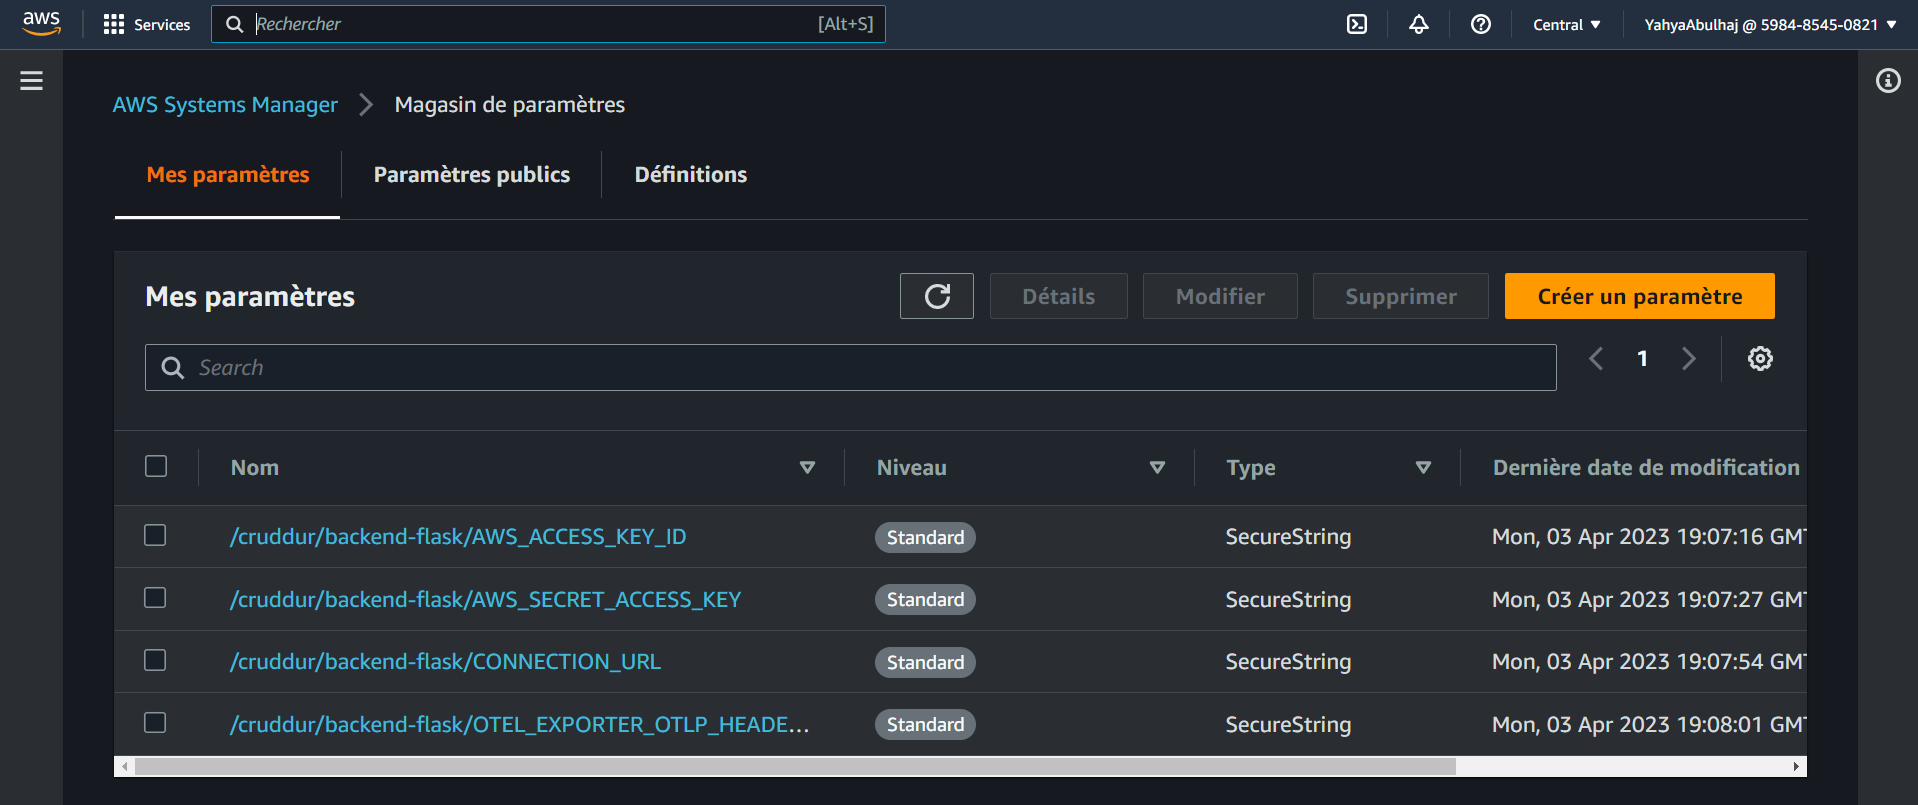 aws Services Rechercher [Alt+S] Central YahyaAbulhaj @ 5984-8545-0821
AWS Systems Manager Magasin de paramètres
Mes paramètres Paramètres publics Définitions
Mes paramètres Détails Modifier Supprimer Créer un paramètre
Search 1
Nom Niveau Type Dernière date de modification
/cruddur/backend-flask/AWS_ACCESS_KEY_ID Standard SecureString Mon, 03 Apr 2023 19:07:16 GMT
/cruddur/backend-flask/AWS_SECRET_ACCESS_KEY Standard SecureString Mon, 03 Apr 2023 19:07:27 GMT
/cruddur/backend-flask/CONNECTION_URL Standard SecureString Mon, 03 Apr 2023 19:07:54 GMT
/cruddur/backend-flask/OTEL_EXPORTER_OTLP_HEADE... Standard SecureString Mon, 03 Apr 2023 19:08:01 GMT